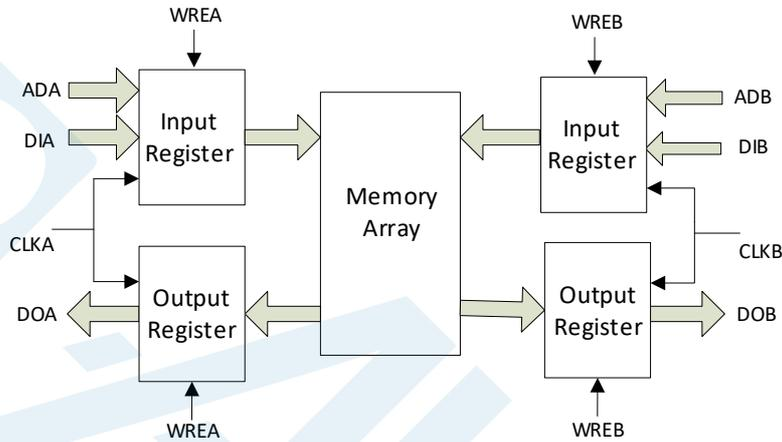 WREA
WREB
ADA
DIA
Input
Register
Memory
Array
Input
Register
ADB
DIB
CLKA
CLKB
DOA
Output
Register
Output
Register
DOB
WREA
WREB